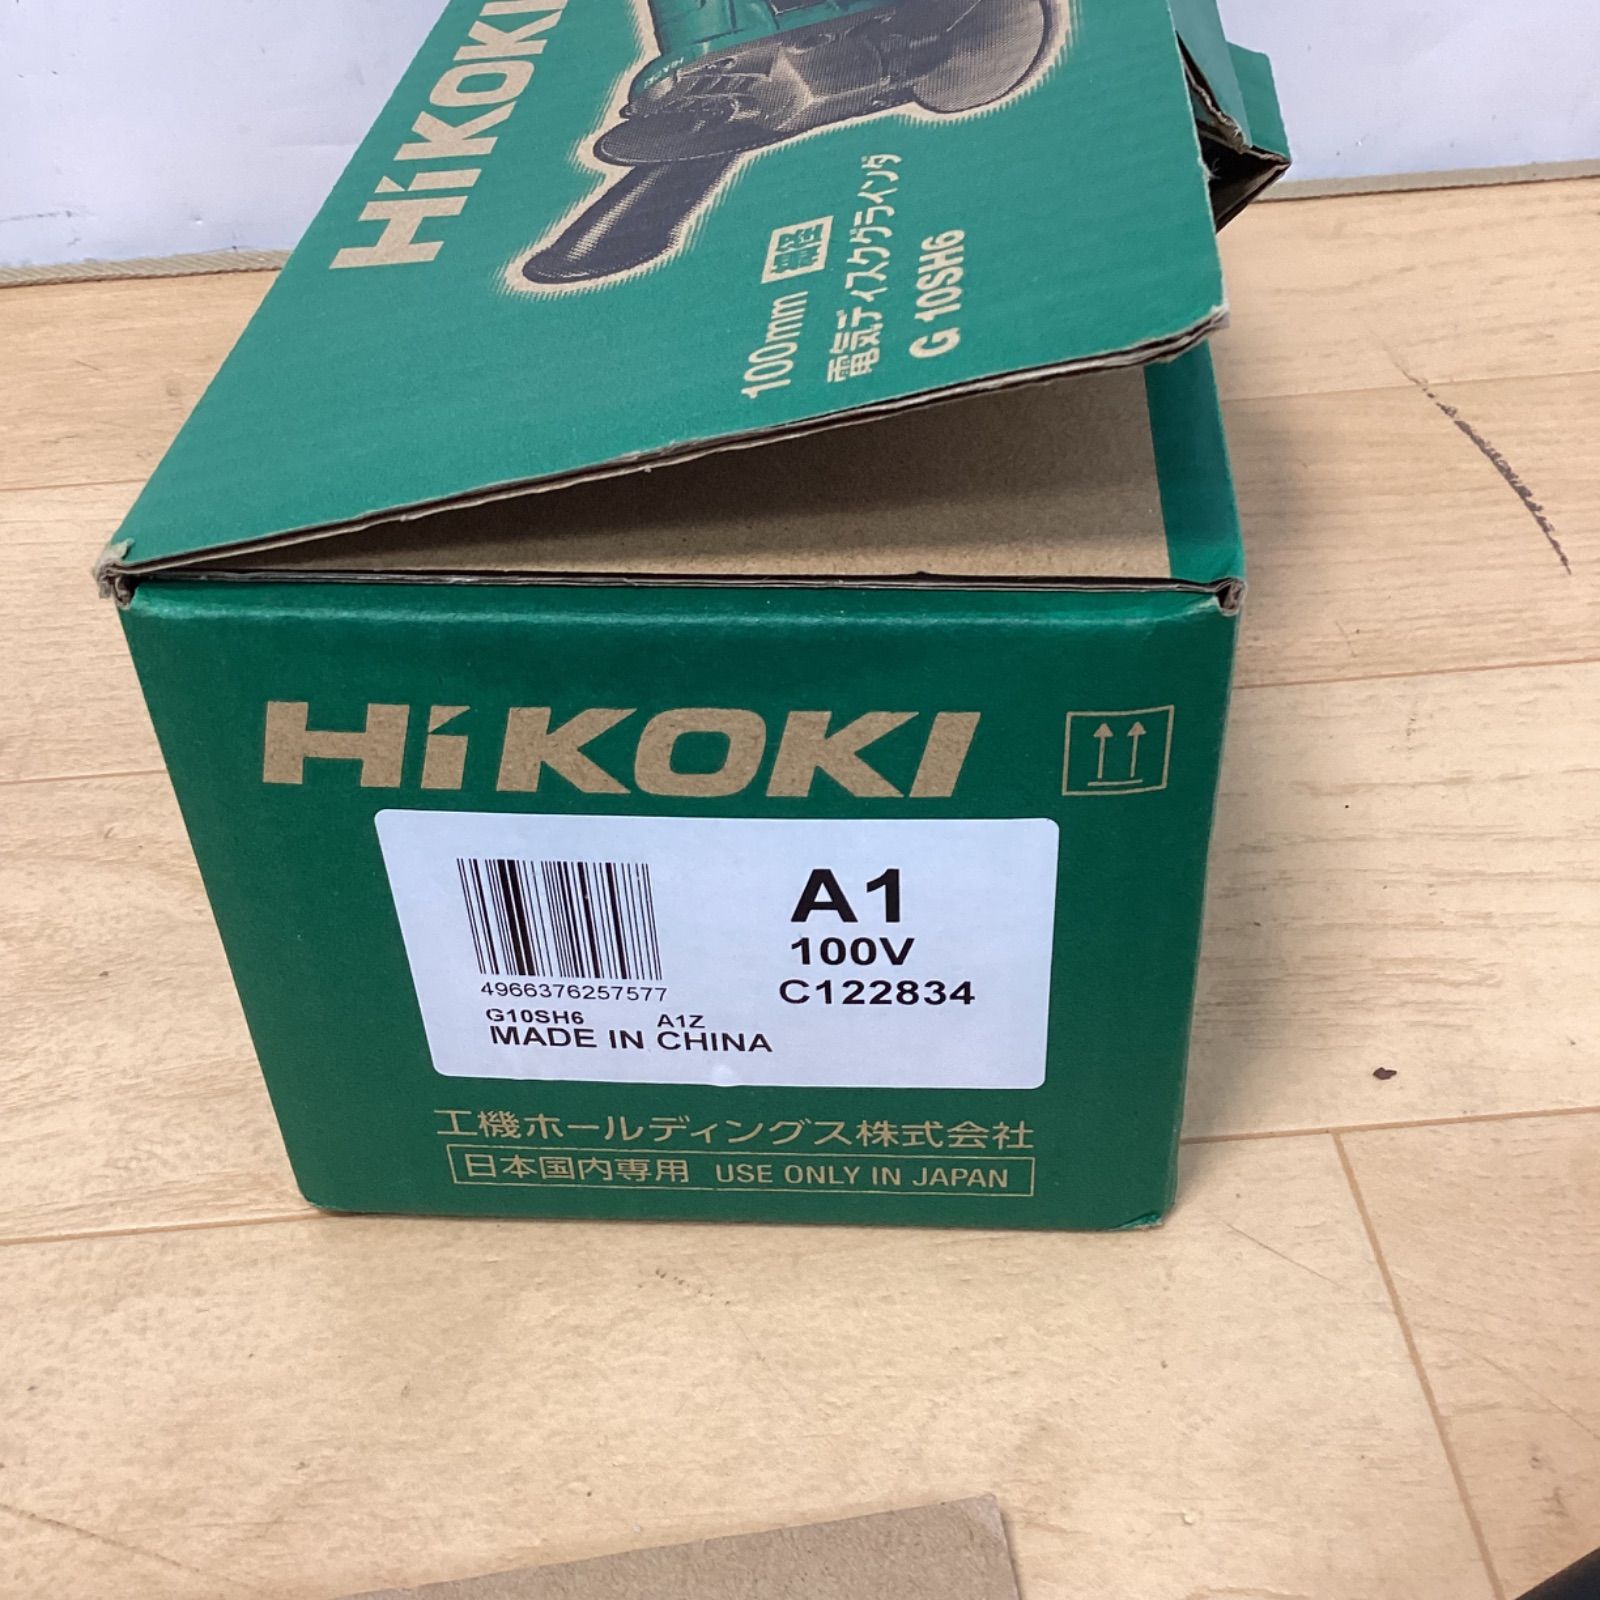 HiKOKI
HiKOKI
100mm 細径
電気ディスクグラインダ
G 10SH6
HiKOKI
A1
100V
4966376257577
C122834
G10SH6 A1Z
MADE IN CHINA
工機ホールディングス株式会社
日本国内専用 USE ONLY IN JAPAN